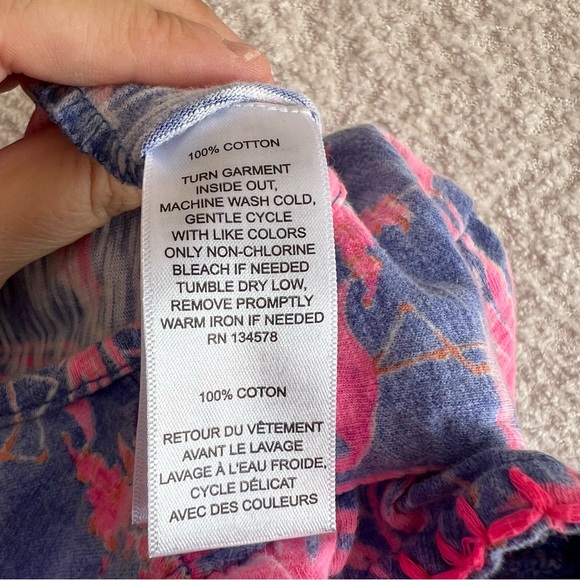 100% COTTON
TURN GARMENT
INSIDE OUT,
MACHINE WASH COLD,
GENTLE CYCLE
WITH LIKE COLORS
ONLY NON-CHLORINE
BLEACH IF NEEDED
TUMBLE DRY LOW,
REMOVE PROMPTLY
WARM IRON IF NEEDED
RN 134578
100% COTON
RETOUR DU VÊTEMENT
AVANT LE LAVAGE
LAVAGE À L'EAU FROIDE,
CYCLE DÉLICAT
AVEC DES COULEURS